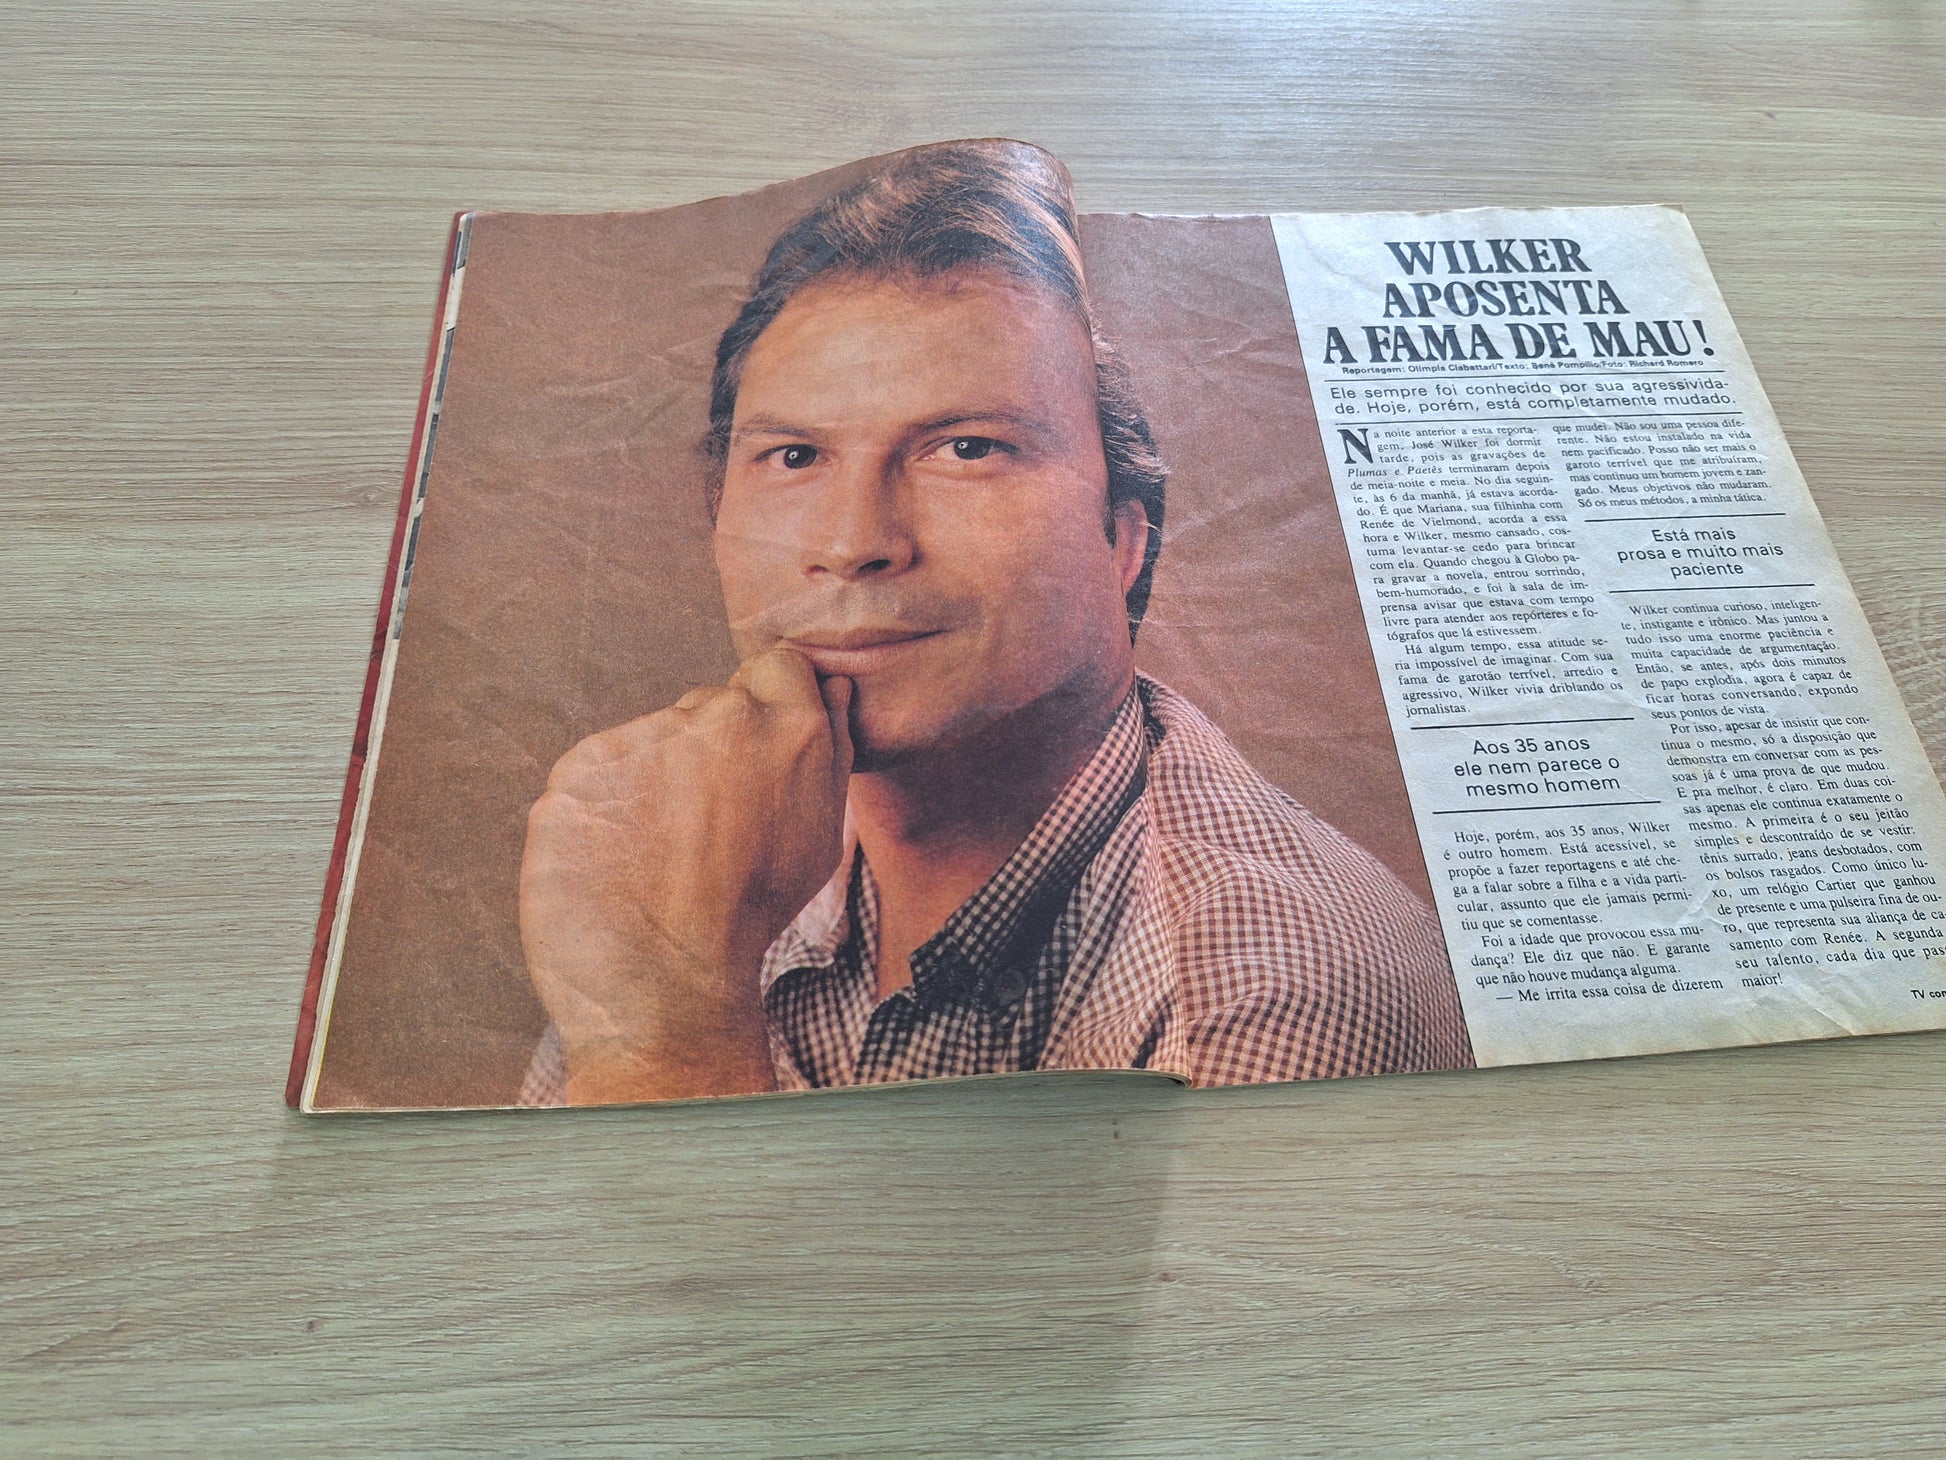 WILKER
APOSENTA
A FAMA DE MAU!
Reportagem: Olímpia Ciabattari/Texto: Bené Pompílio/Foto: Richard Romero
Ele sempre foi conhecido por sua agressivida-
de. Hoje, porém, está completamente mudado.
Na noite anterior a esta reporta-
gem, José Wilker foi dormir
tarde, pois as gravações de
Plumas e Paetês terminaram depois
de meia-noite e meia. No dia seguin-
te, às 6 da manhã, já estava acorda-
do. É que Mariana, sua filhinha com
Renée de Vielmond, acorda a essa
hora e Wilker, mesmo cansado, cos-
tuma levantar-se cedo para brincar
com ela. Quando chegou à Globo pa-
ra gravar a novela, entrou sorrindo,
bem-humorado, e foi à sala de im-
prensa avisar que estava com tempo
livre para atender aos repórteres e fo-
tógrafos que lá estivessem.
Há algum tempo, essa atitude se-
ria impossível de imaginar. Com sua
fama de garotão terrível, arredio e
agressivo, Wilker vivia driblando os
jornalistas.
Aos 35 anos
ele nem parece o
mesmo homem
Hoje, porém, aos 35 anos, Wilker
é outro homem. Está acessível, se
propõe a fazer reportagens e até che-
ga a falar sobre a filha e a vida parti-
cular, assunto que ele jamais permi-
tiu que se comentasse.
Foi a idade que provocou essa mu-
dança? Ele diz que não. E garante
que não houve mudança alguma.
— Me irrita essa coisa de dizerem
que mudei. Não sou uma pessoa dife-
rente. Não estou instalado na vida
nem pacificado. Posso não ser mais o
garoto terrível que me atribuíram,
mas continuo um homem jovem e zan-
gado. Meus objetivos não mudaram.
Só os meus métodos, a minha tática.
Está mais
prosa e muito mais
paciente
Wilker continua curioso, inteligen-
te, instigante e irônico. Mas juntou a
tudo isso uma enorme paciência e
muita capacidade de argumentação.
Então, se antes, após dois minutos
de papo explodia, agora é capaz de
ficar horas conversando, expondo
seus pontos de vista.
Por isso, apesar de insistir que con-
tinua o mesmo, só a disposição que
demonstra em conversar com as pes-
soas já é uma prova de que mudou.
E pra melhor, é claro. Em duas coi-
sas apenas ele continua exatamente o
mesmo. A primeira é o seu jeitão
simples e descontraído de se vestir:
tênis surrado, jeans desbotados, com
os bolsos rasgados. Como único lu-
xo, um relógio Cartier que ganhou
de presente e uma pulseira fina de ou-
ro, que representa sua aliança de ca-
samento com Renée. A segunda
seu talento, cada dia que pas
maior!
TV con